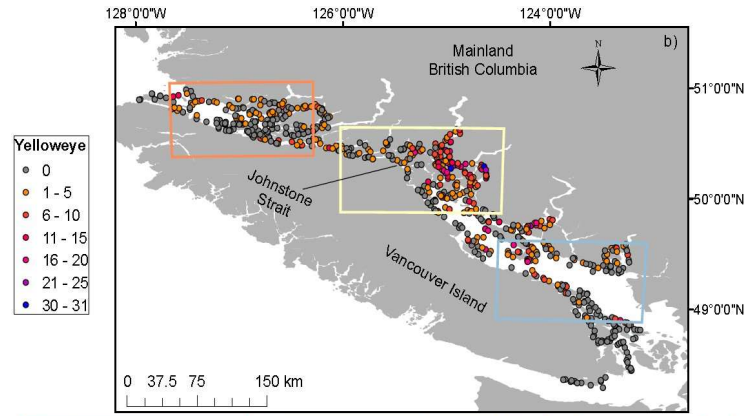 128°0'0"W 126°0'0"W 124°0'0"W
b)
N
Mainland
British Columbia
51°0'0"N
Yelloweye
0
1 - 5
6 - 10
11 - 15
16 - 20
21 - 25
30 - 31
Johnstone
Strait
50°0'0"N
Vancouver Island
49°0'0"N
0 37.5 75 150 km